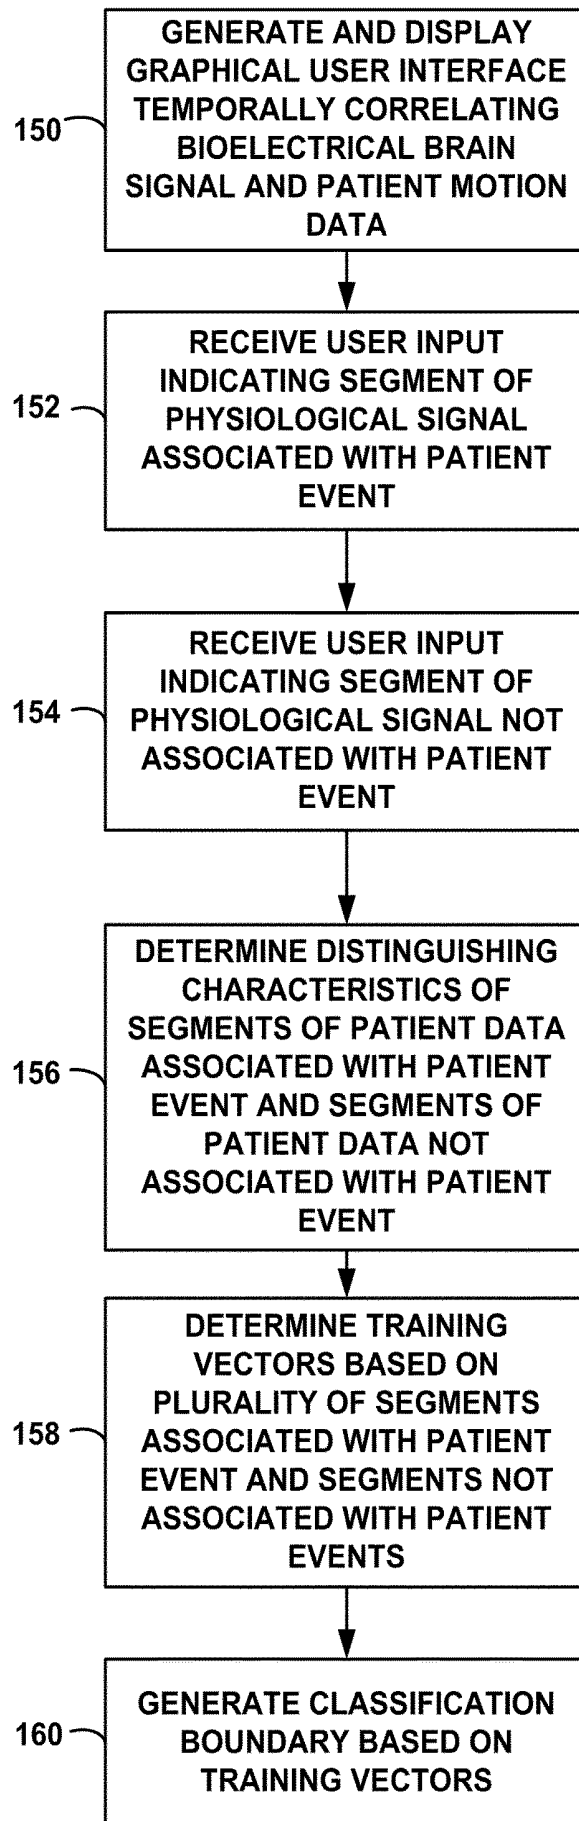 GENERATE AND DISPLAY
GRAPHICAL USER INTERFACE
TEMPORALLY CORRELATING
BIOELECTRICAL BRAIN
SIGNAL AND PATIENT MOTION
DATA
150
RECEIVE USER INPUT
INDICATING SEGMENT OF
PHYSIOLOGICAL SIGNAL
ASSOCIATED WITH PATIENT
EVENT
152
RECEIVE USER INPUT
INDICATING SEGMENT OF
PHYSIOLOGICAL SIGNAL NOT
ASSOCIATED WITH PATIENT
EVENT
154
DETERMINE DISTINGUISHING
CHARACTERISTICS OF
SEGMENTS OF PATIENT DATA
ASSOCIATED WITH PATIENT
EVENT AND SEGMENTS OF
PATIENT DATA NOT
ASSOCIATED WITH PATIENT
EVENT
156
DETERMINE TRAINING
VECTORS BASED ON
PLURALITY OF SEGMENTS
ASSOCIATED WITH PATIENT
EVENT AND SEGMENTS NOT
ASSOCIATED WITH PATIENT
EVENTS
158
GENERATE CLASSIFICATION
BOUNDARY BASED ON
TRAINING VECTORS
160